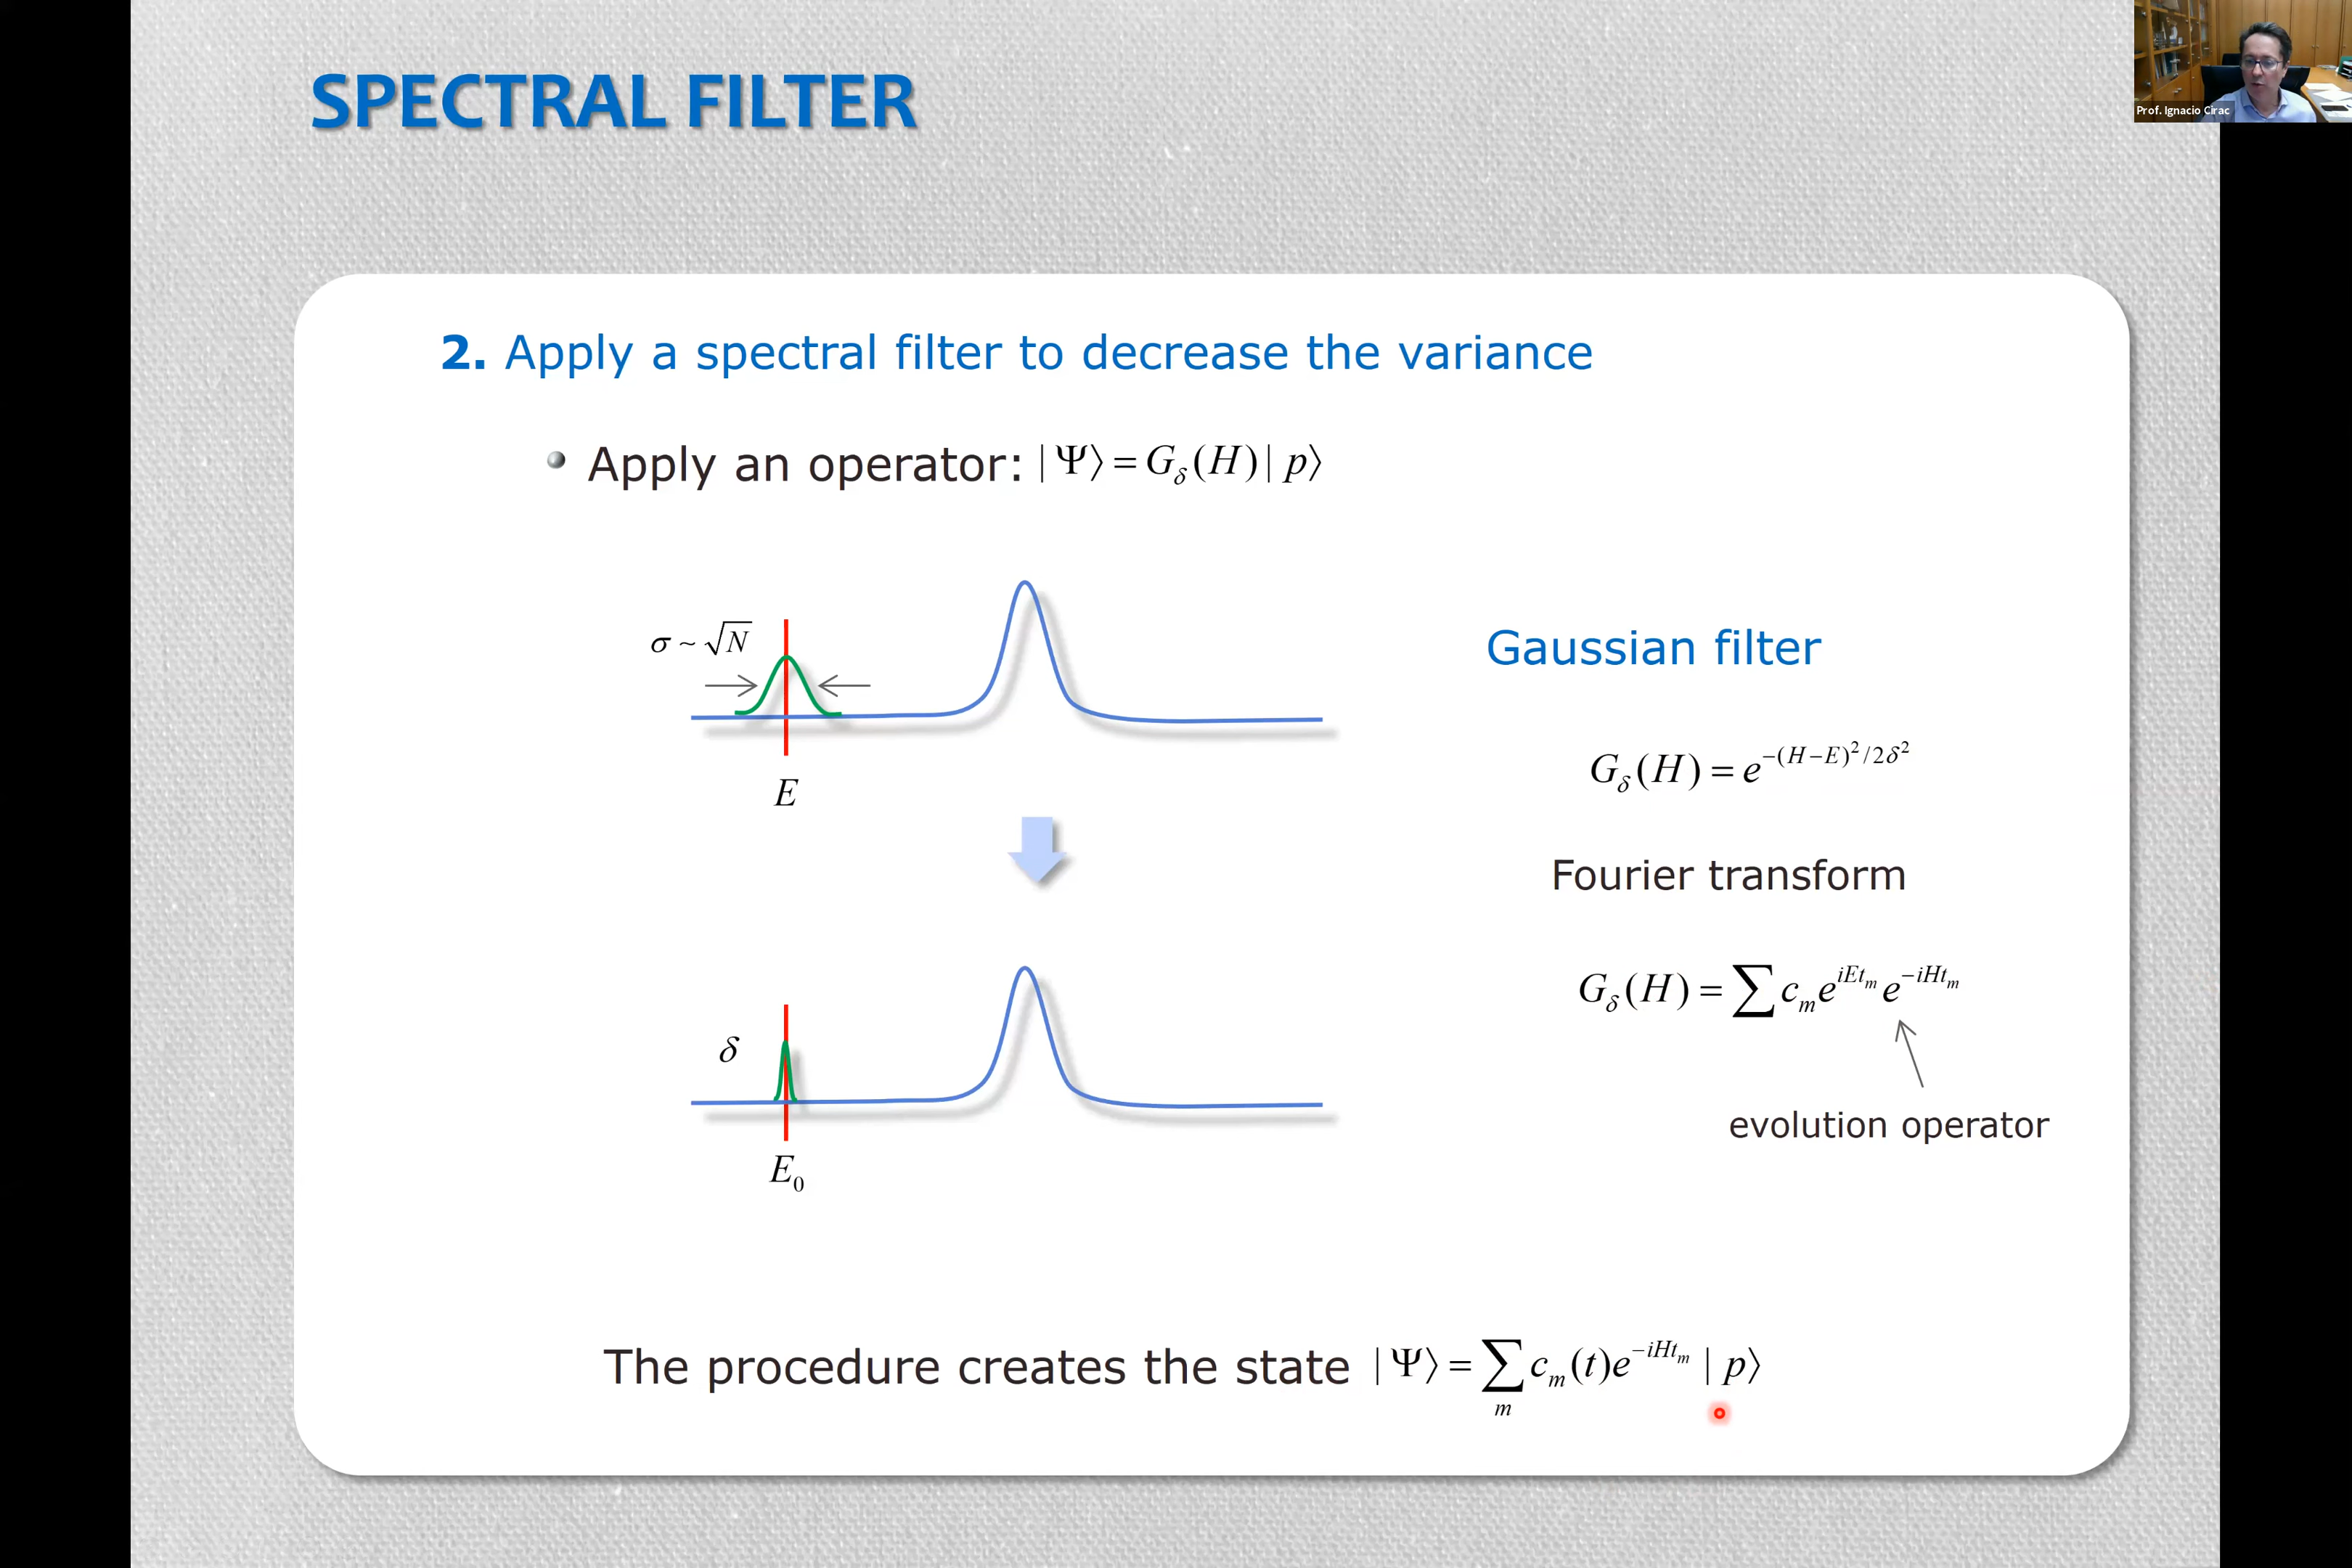 SPECTRAL FILTER
Prof. Ignacio Cirac
2. Apply a spectral filter to decrease the variance
Apply an operator: | Ψ⟩ = G_δ(H) | p⟩
σ ~ √N
E
Gaussian filter
G_δ(H) = e^{−(H−E)²/2δ²}
Fourier transform
G_δ(H) = ∑ c_m e^{iEt_m} e^{−iHt_m}
evolution operator
δ
E₀
The procedure creates the state | Ψ⟩ = ∑_m c_m(t) e^{−iHt_m} | p⟩